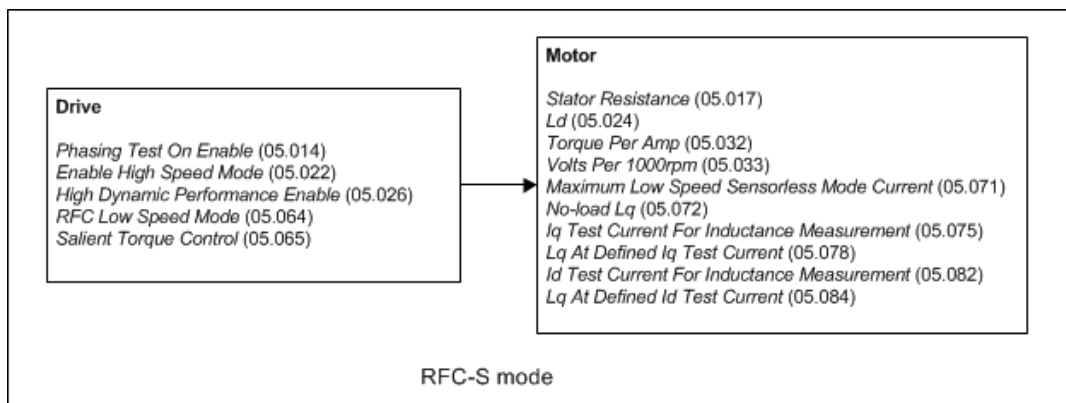 Drive
Phasing Test On Enable (05.014)
Enable High Speed Mode (05.022)
High Dynamic Performance Enable (05.026)
RFC Low Speed Mode (05.064)
Salient Torque Control (05.065)
Motor
Stator Resistance (05.017)
Ld (05.024)
Torque Per Amp (05.032)
Volts Per 1000rpm (05.033)
Maximum Low Speed Sensorless Mode Current (05.071)
No-load Lq (05.072)
Iq Test Current For Inductance Measurement (05.075)
Lq At Defined Iq Test Current (05.078)
Id Test Current For Inductance Measurement (05.082)
Lq At Defined Id Test Current (05.084)
RFC-S mode